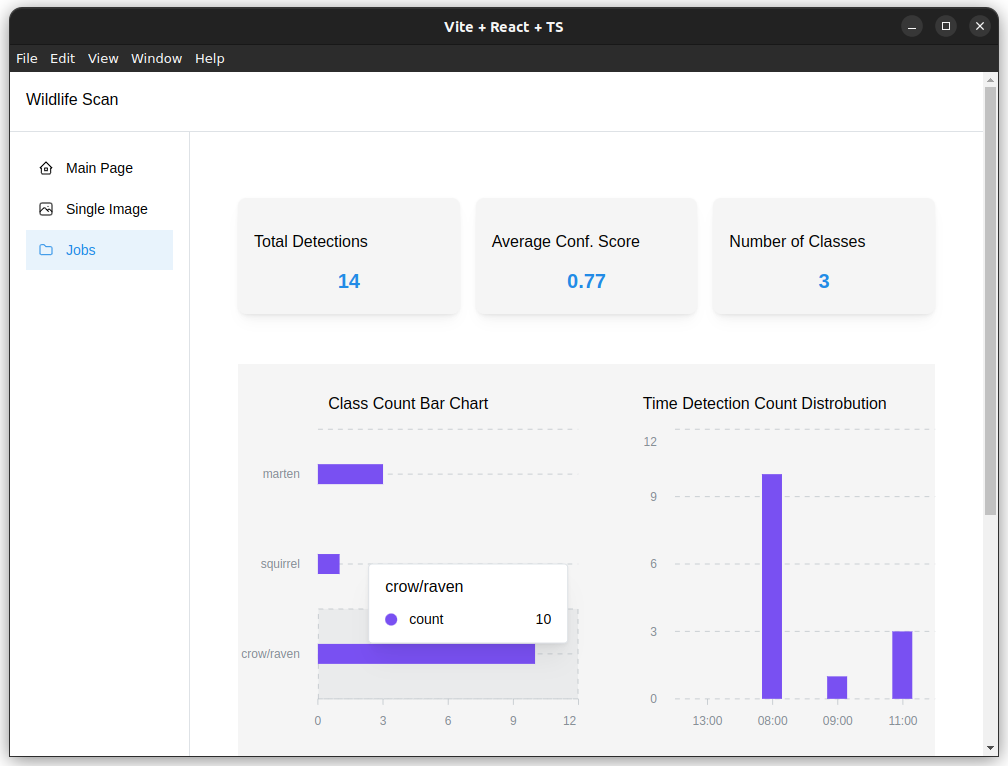 Vite + React + TS
File Edit View Window Help
Wildlife Scan
Main Page
Single Image
Jobs
Total Detections
14
Average Conf. Score
0.77
Number of Classes
3
Class Count Bar Chart
marten
squirrel
crow/raven
crow/raven
count 10
0 3 6 9 12
Time Detection Count Distrobution
12
9
6
3
0
13:00 08:00 09:00 11:00